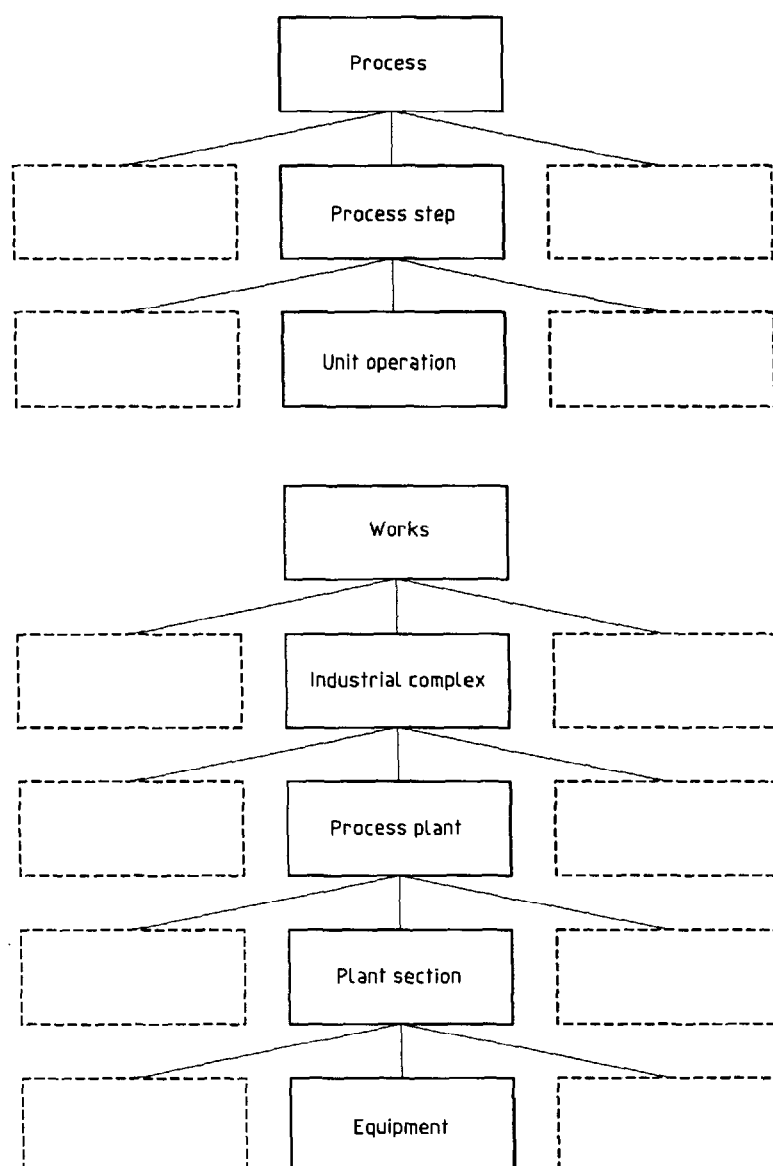 Process
Process step
Unit operation
Works
Industrial complex
Process plant
Plant section
Equipment